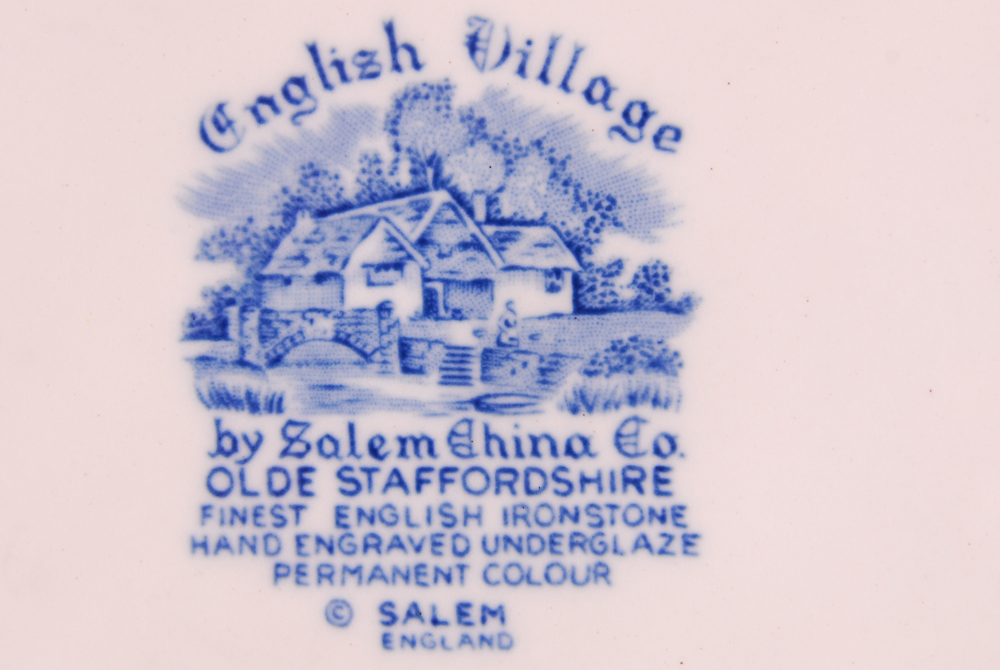 English Village
by Salem China Co.
OLDE STAFFORDSHIRE
FINEST ENGLISH IRONSTONE
HAND ENGRAVED UNDERGLAZE
PERMANENT COLOUR
© SALEM
ENGLAND